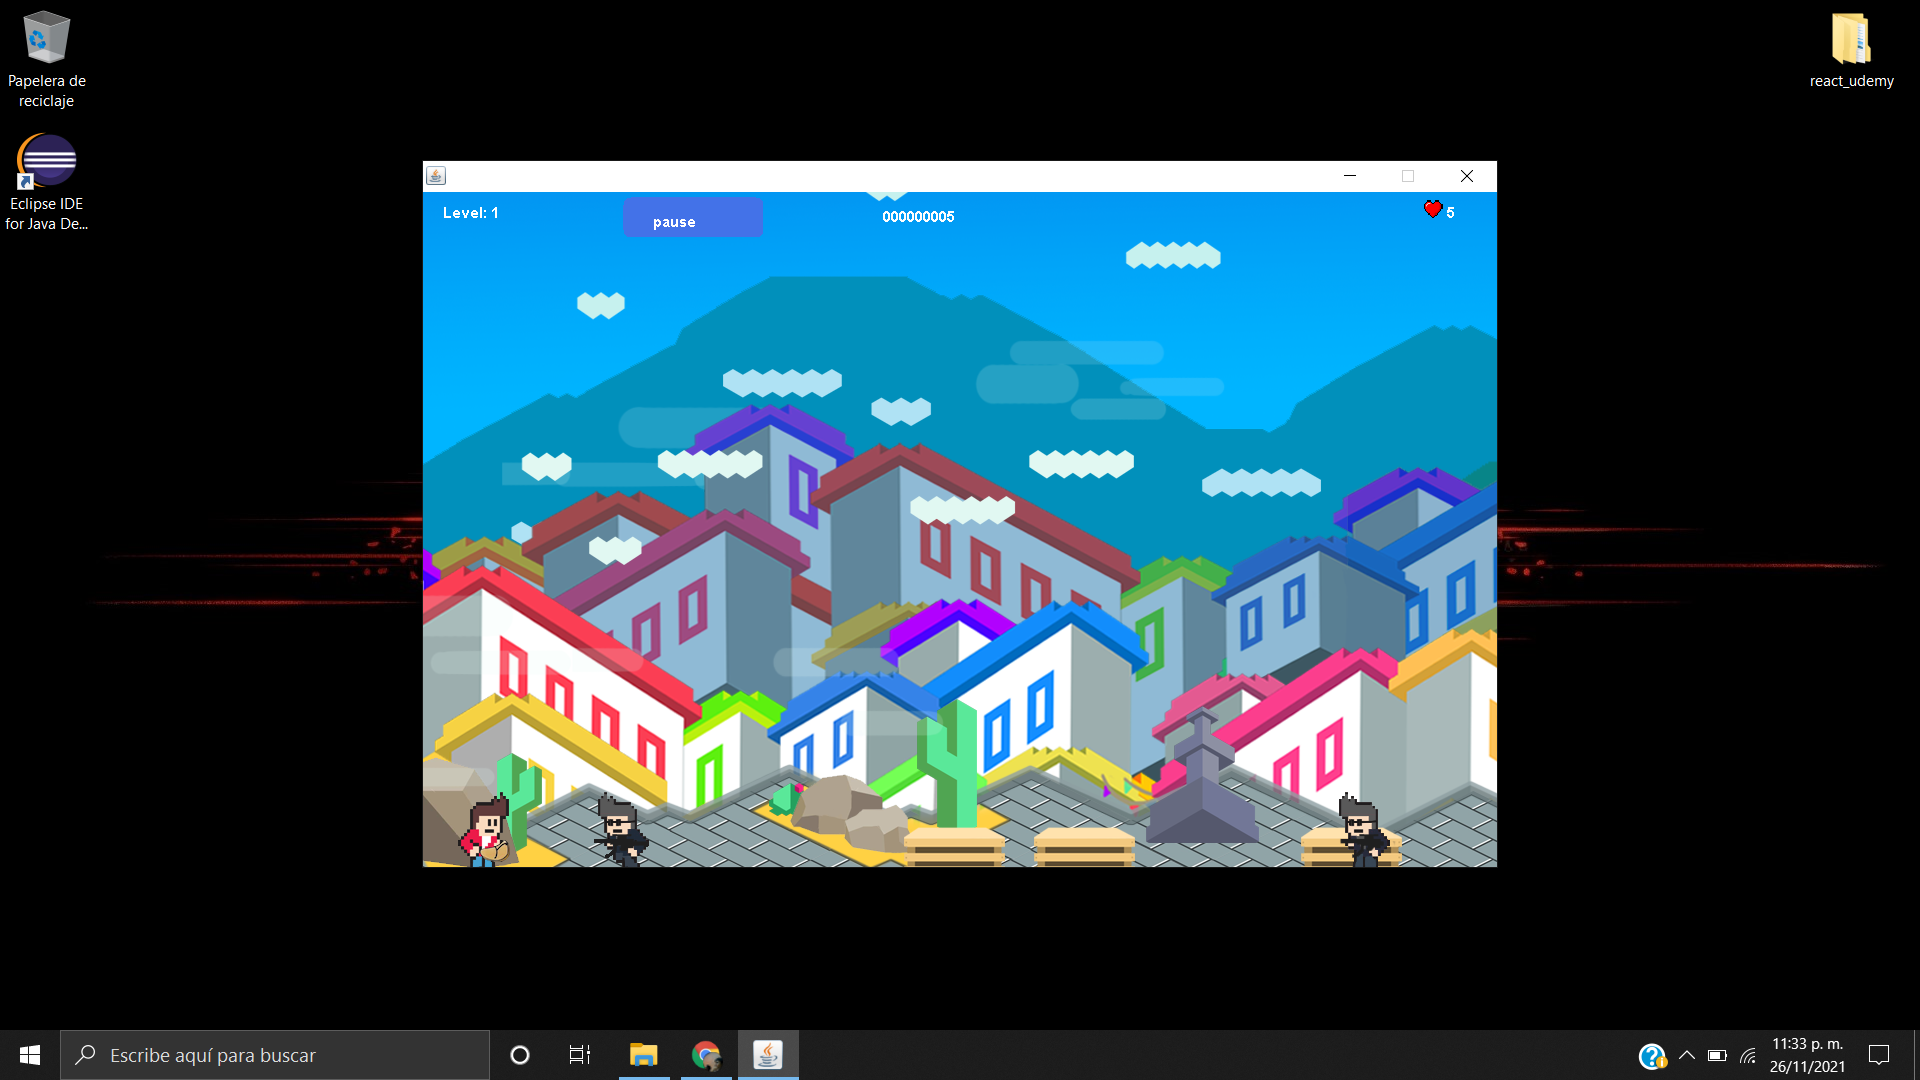 Papelera de
reciclaje
Eclipse IDE
for Java De...
react_udemy
Level: 1
pause
000000005
5
Escribe aquí para buscar
11:33 p. m.
26/11/2021